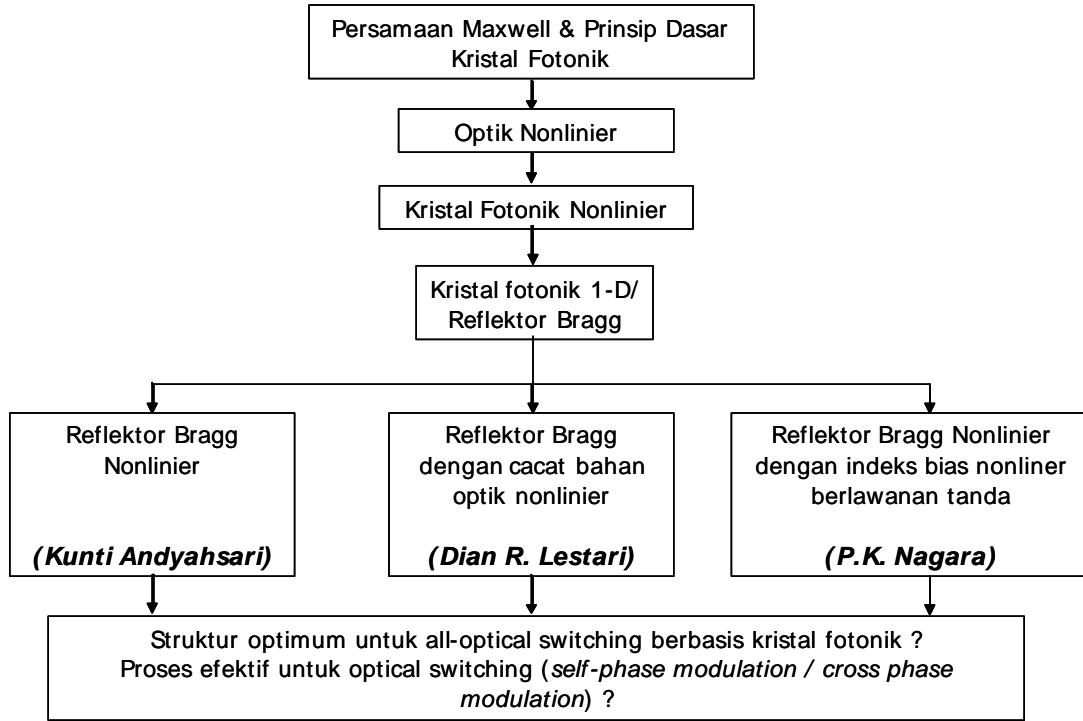 Persamaan Maxwell & Prinsip Dasar
Kristal Fotonik
Optik Nonlinier
Kristal Fotonik Nonlinier
Kristal fotonik 1-D/
Reflektor Bragg
Reflektor Bragg
Nonlinier
(Kunti Andyahsari)
Reflektor Bragg
dengan cacat bahan
optik nonlinier
(Dian R. Lestari)
Reflektor Bragg Nonlinier
dengan indeks bias nonliner
berlawanan tanda
(P.K. Nagara)
Struktur optimum untuk all-optical switching berbasis kristal fotonik ?
Proses efektif untuk optical switching (self-phase modulation / cross phase
modulation) ?